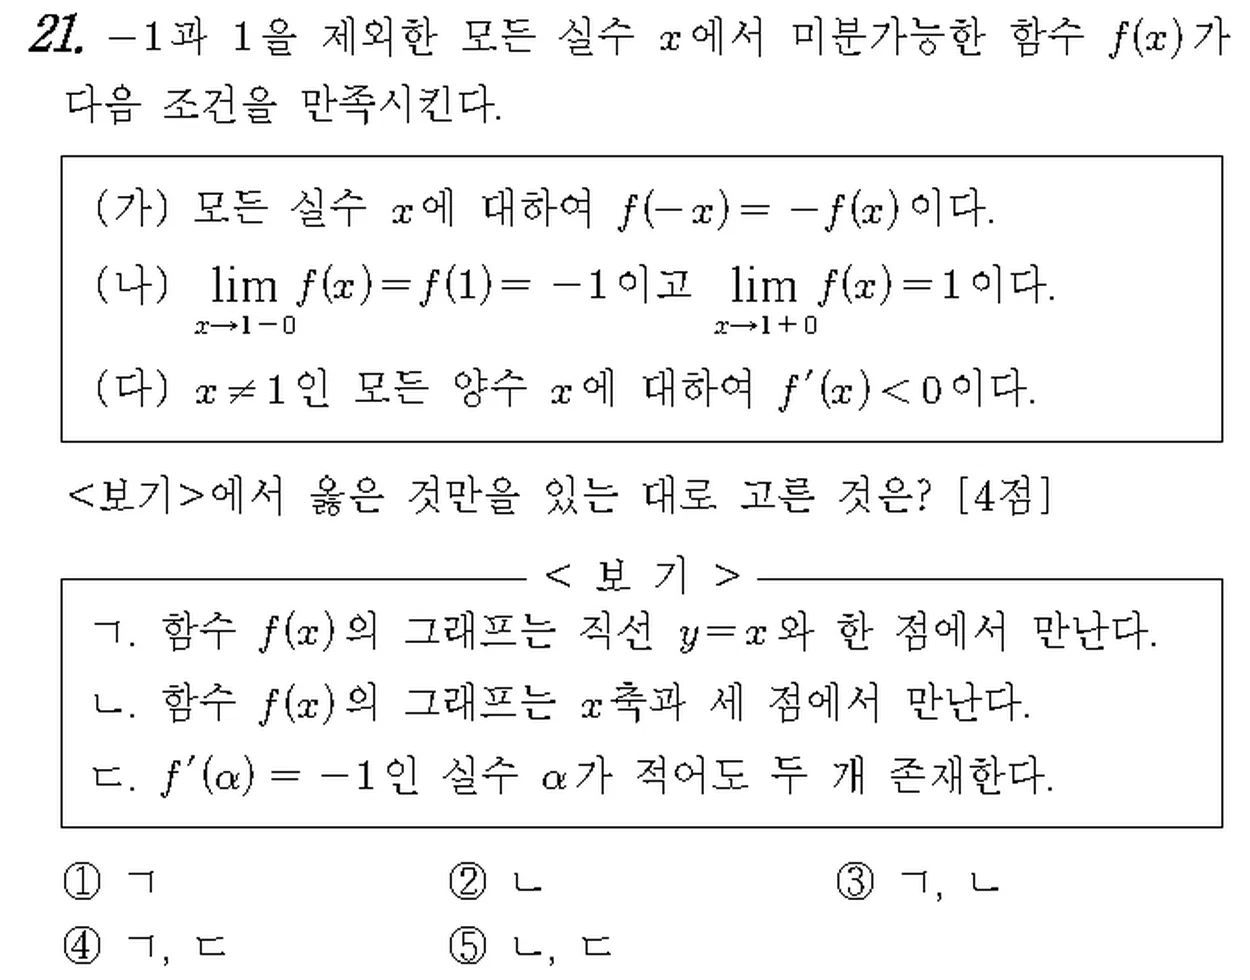 21. -1과 1을 제외한 모든 실수 x에서 미분가능한 함수 f(x)가
다음 조건을 만족시킨다.
(가) 모든 실수 x에 대하여 f(-x)= -f(x)이다.
(나) lim f(x)=f(1)= -1이고 lim f(x)=1이다.
x→1-0 x→1+0
(다) x≠1인 모든 양수 x에 대하여 f′(x)<0이다.
<보기>에서 옳은 것만을 있는 대로 고른 것은? [4점]
< 보 기 >
ㄱ. 함수 f(x)의 그래프는 직선 y=x와 한 점에서 만난다.
ㄴ. 함수 f(x)의 그래프는 x축과 세 점에서 만난다.
ㄷ. f′(α) = -1인 실수 α가 적어도 두 개 존재한다.
① ㄱ ② ㄴ ③ ㄱ, ㄴ
④ ㄱ, ㄷ ⑤ ㄴ, ㄷ